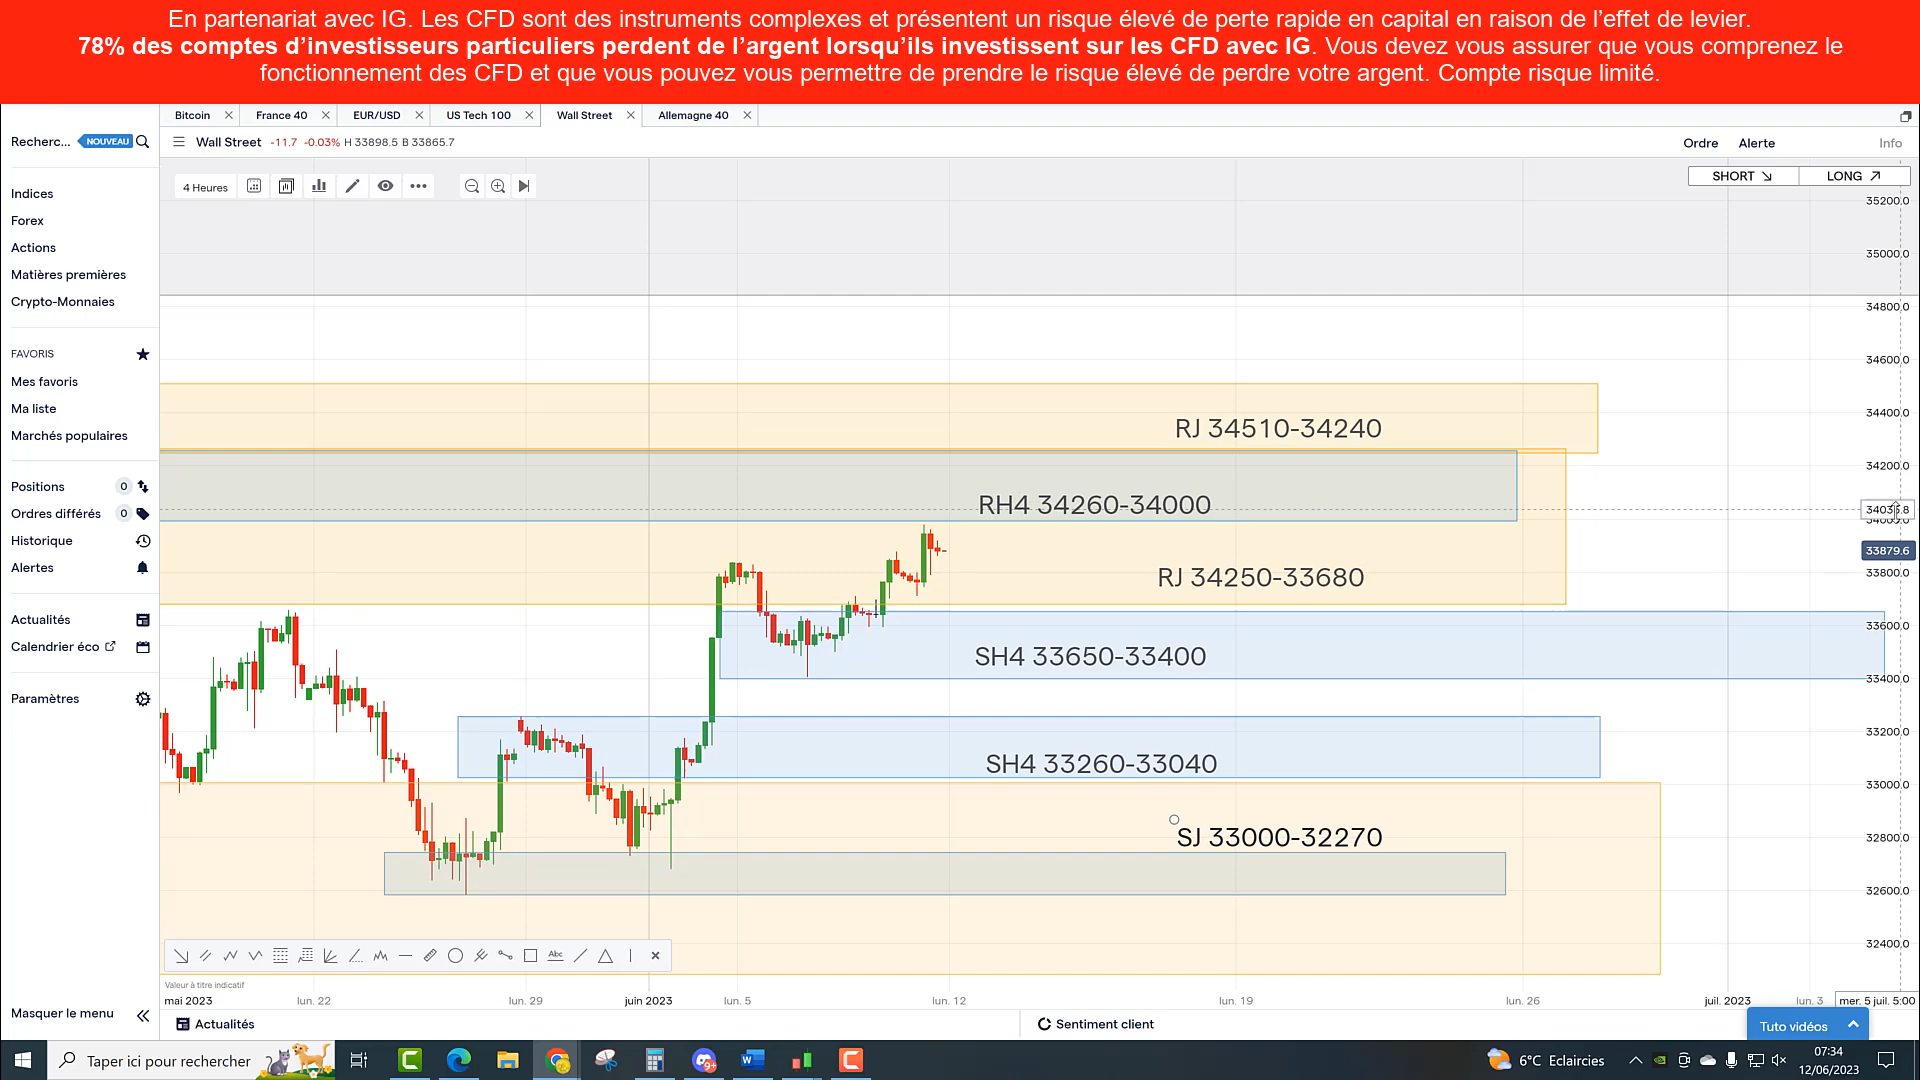 En partenariat avec IG. Les CFD sont des instruments complexes et présentent un risque élevé de perte rapide en capital en raison de l’effet de levier.
78% des comptes d’investisseurs particuliers perdent de l’argent lorsqu’ils investissent sur les CFD avec IG. Vous devez vous assurer que vous comprenez le
fonctionnement des CFD et que vous pouvez vous permettre de prendre le risque élevé de perdre votre argent. Compte risque limité.
Bitcoin France 40 EUR/USD US Tech 100 Wall Street Allemagne 40
Recherc... NOUVEAU
Wall Street -11.7 -0.03% H 33898.5 B 33865.7
Ordre Alerte Info
4 Heures
SHORT LONG
Indices
Forex
Actions
Matières premières
Crypto-Monnaies
FAVORIS
Mes favoris
Ma liste
Marchés populaires
Positions 0
Ordres différés 0
Historique
Alertes
Actualités
Calendrier éco
Paramètres
Masquer le menu
RJ 34510-34240
RH4 34260-34000
RJ 34250-33680
SH4 33650-33400
SH4 33260-33040
SJ 33000-32270
35200.0
35000.0
34800.0
34600.0
34400.0
34200.0
33879.6
33800.0
33600.0
33400.0
33200.0
33000.0
32800.0
32600.0
32400.0
Abc
Valeur à titre indicatif
mai 2023 lun. 22 lun. 29 juin 2023 lun. 5 lun. 12 lun. 19 lun. 26 juil. 2023 lun. 3 mer. 5 juil. 5:00
Actualités
Sentiment client
Tuto vidéos
Taper ici pour rechercher
9+
6°C Eclaircies
07:34
12/06/2023